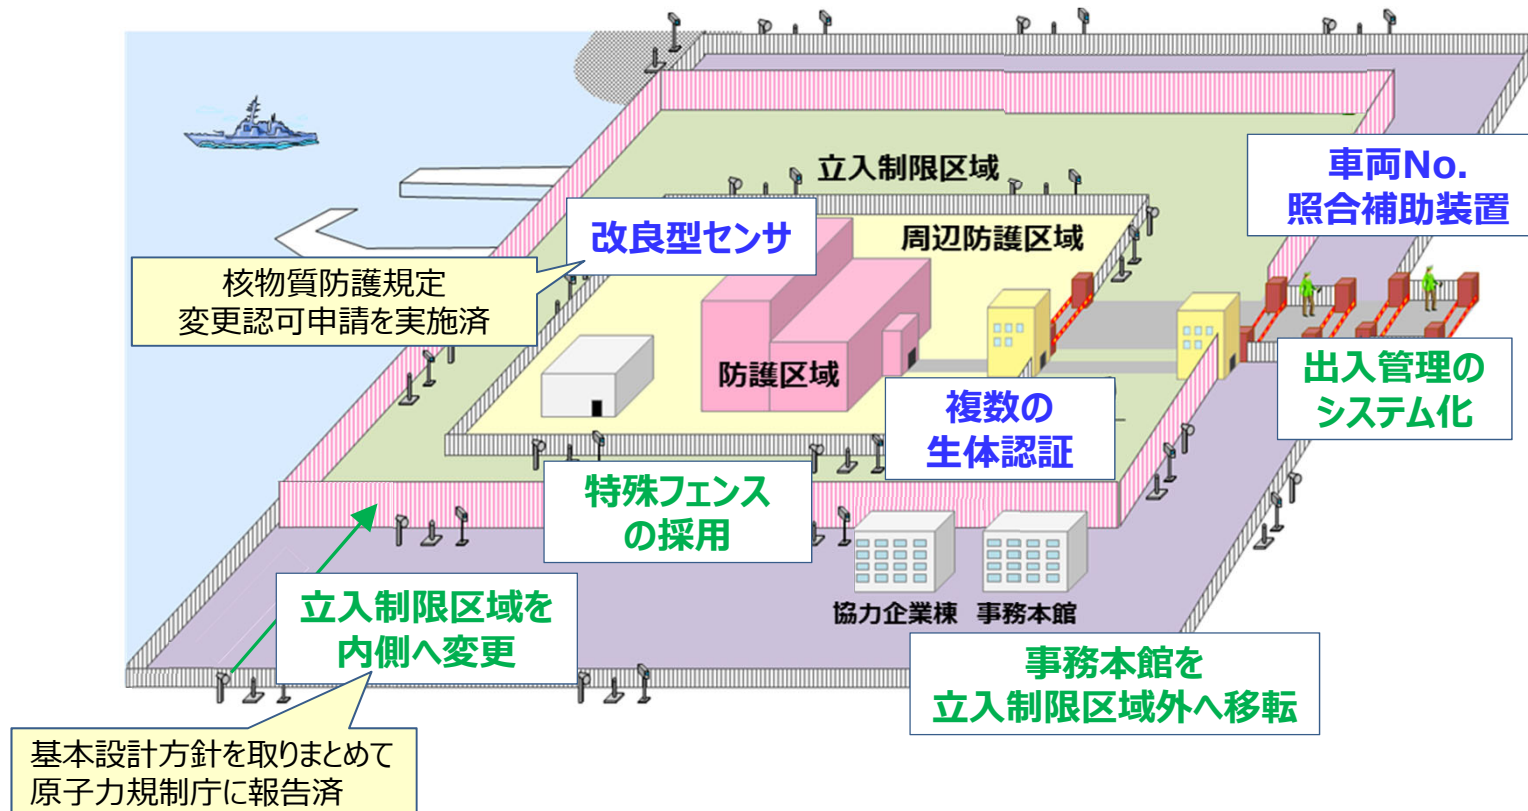 立入制限区域
車両No.
照合補助装置
改良型センサ
周辺防護区域
核物質防護規定
変更認可申請を実施済
防護区域
出入管理の
システム化
複数の
生体認証
特殊フェンス
の採用
立入制限区域を
内側へ変更
協力企業棟
事務本館
事務本館を
立入制限区域外へ移転
基本設計方針を取りまとめて
原子力規制庁に報告済